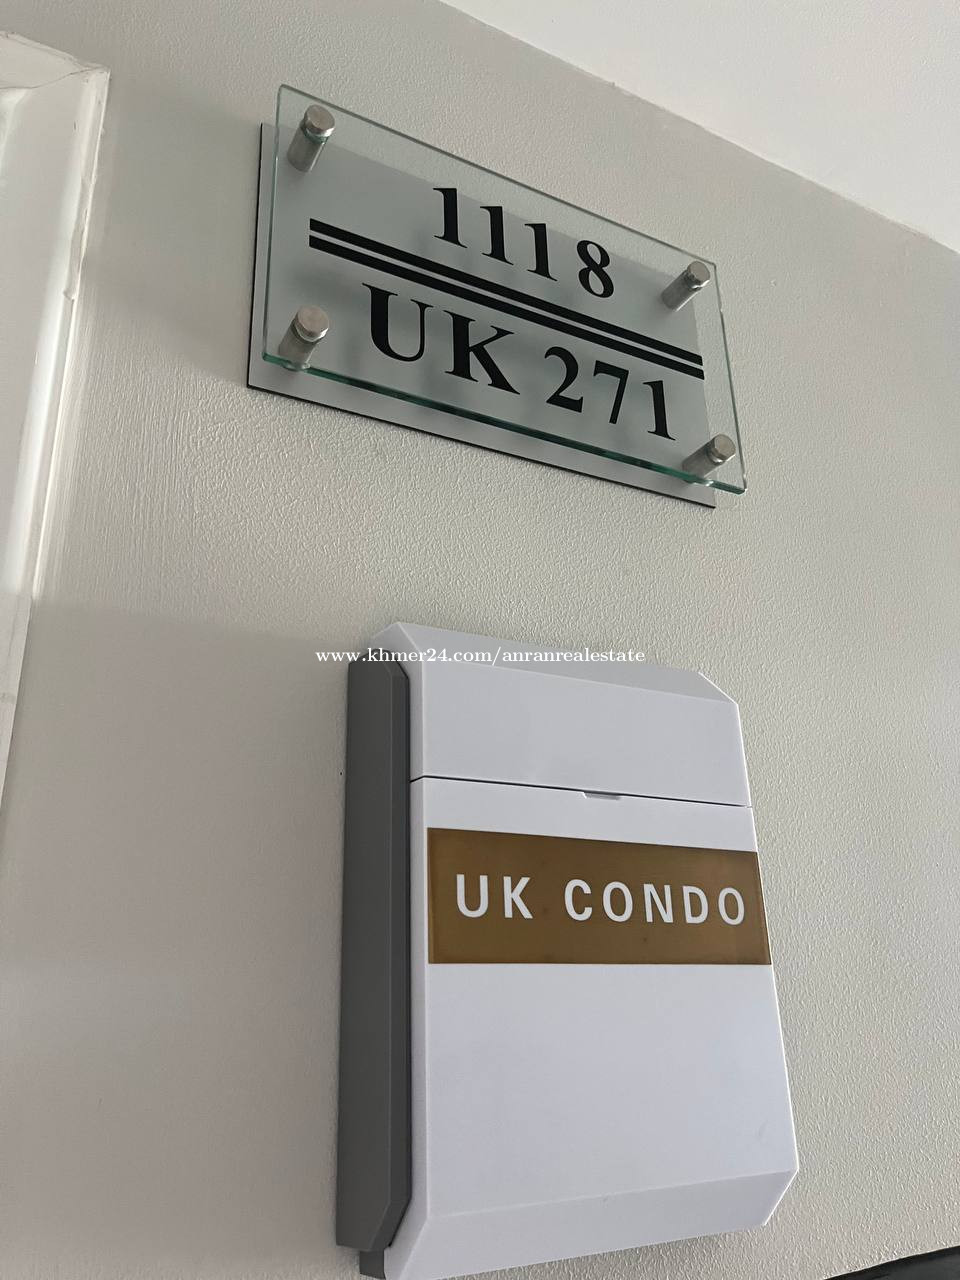 1118
UK 271
www.khmer24.com/anranrealestate
UK CONDO